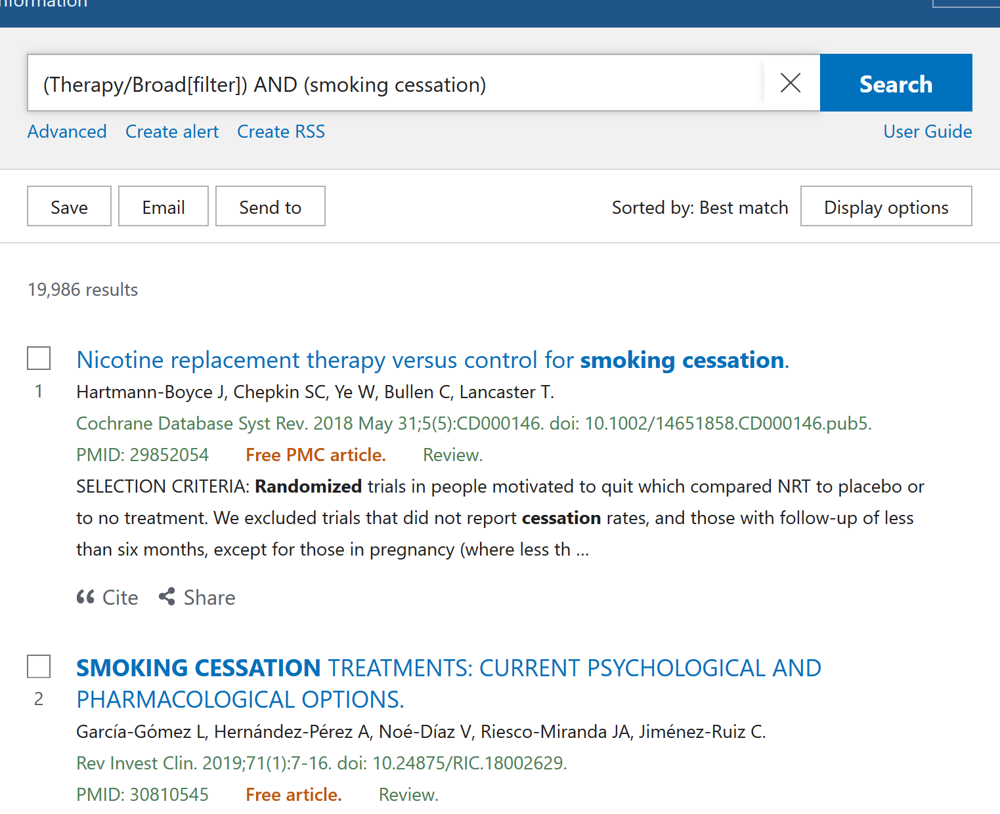 (Therapy/Broad[filter]) AND (smoking cessation)
Search
Advanced Create alert Create RSS User Guide
Save Email Send to Sorted by: Best match Display options
19,986 results
Nicotine replacement therapy versus control for smoking cessation.
1 Hartmann-Boyce J, Chepkin SC, Ye W, Bullen C, Lancaster T.
Cochrane Database Syst Rev. 2018 May 31;5(5):CD000146. doi: 10.1002/14651858.CD000146.pub5.
PMID: 29852054 Free PMC article. Review.
SELECTION CRITERIA: Randomized trials in people motivated to quit which compared NRT to placebo or
to no treatment. We excluded trials that did not report cessation rates, and those with follow-up of less
than six months, except for those in pregnancy (where less th ...
Cite Share
SMOKING CESSATION TREATMENTS: CURRENT PSYCHOLOGICAL AND
2 PHARMACOLOGICAL OPTIONS.
García-Gómez L, Hernández-Pérez A, Noé-Díaz V, Riesco-Miranda JA, Jiménez-Ruiz C.
Rev Invest Clin. 2019;71(1):7-16. doi: 10.24875/RIC.18002629.
PMID: 30810545 Free article. Review.